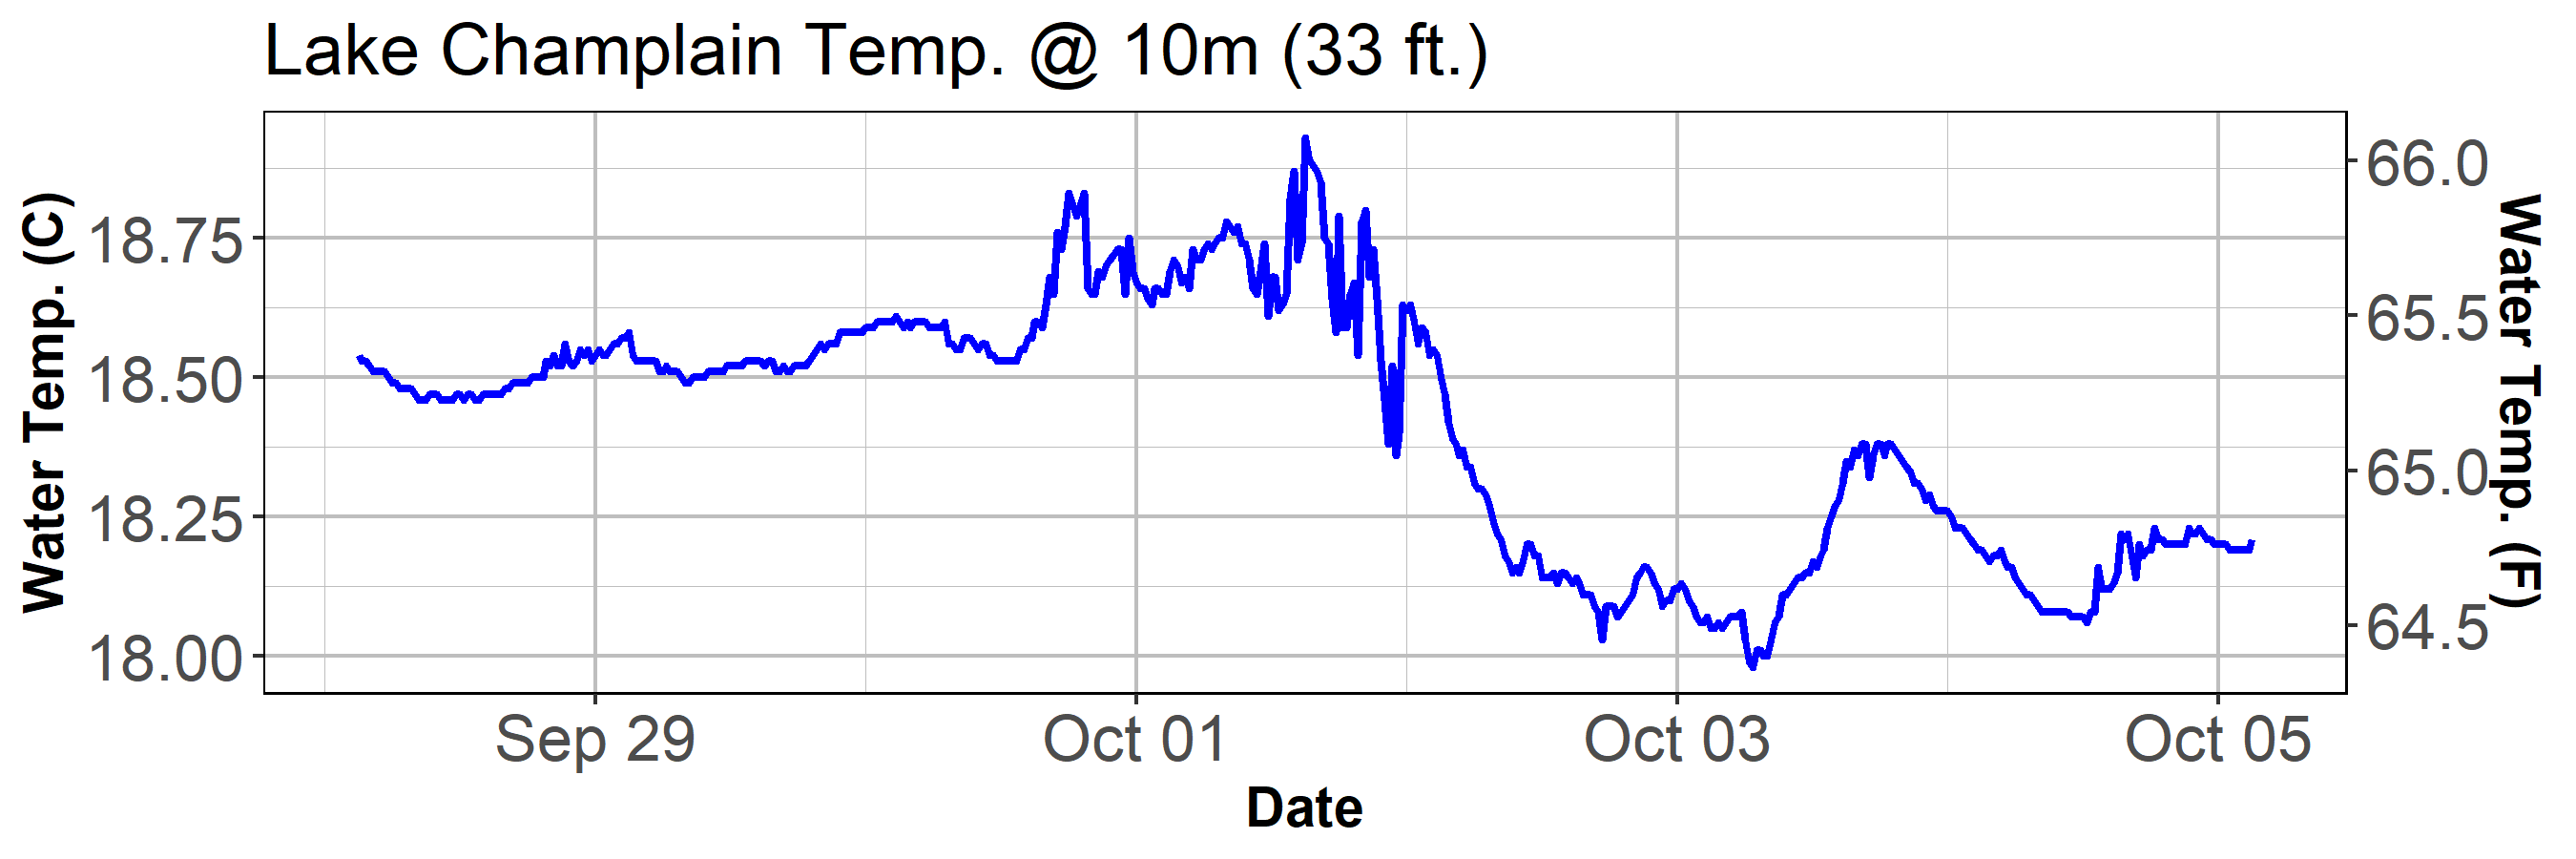 Lake Champlain Temp. @ 10m (33 ft.)
Water Temp. (C)
18.75
18.50
18.25
18.00
66.0
65.5
65.0
64.5
Water Temp. (F)
Sep 29
Oct 01
Oct 03
Oct 05
Date